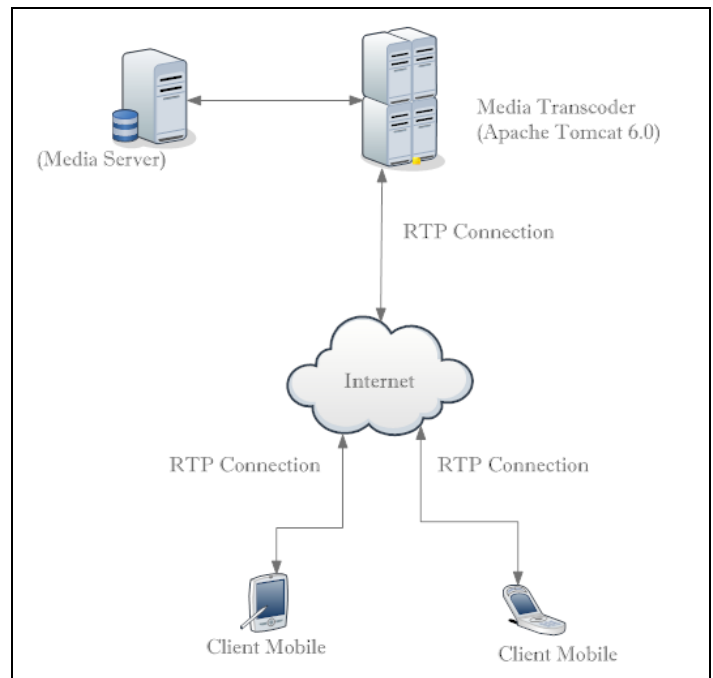 Media Transcoder
(Apache Tomcat 6.0)
(Media Server)
RTP Connection
Internet
RTP Connection
RTP Connection
Client Mobile
Client Mobile